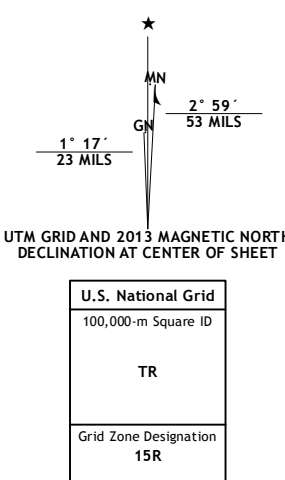 MN
GN
2° 59´
53 MILS
1° 17´
23 MILS
UTM GRID AND 2013 MAGNETIC NORTH
DECLINATION AT CENTER OF SHEET
U.S. National Grid
100,000-m Square ID
TR
Grid Zone Designation
15R